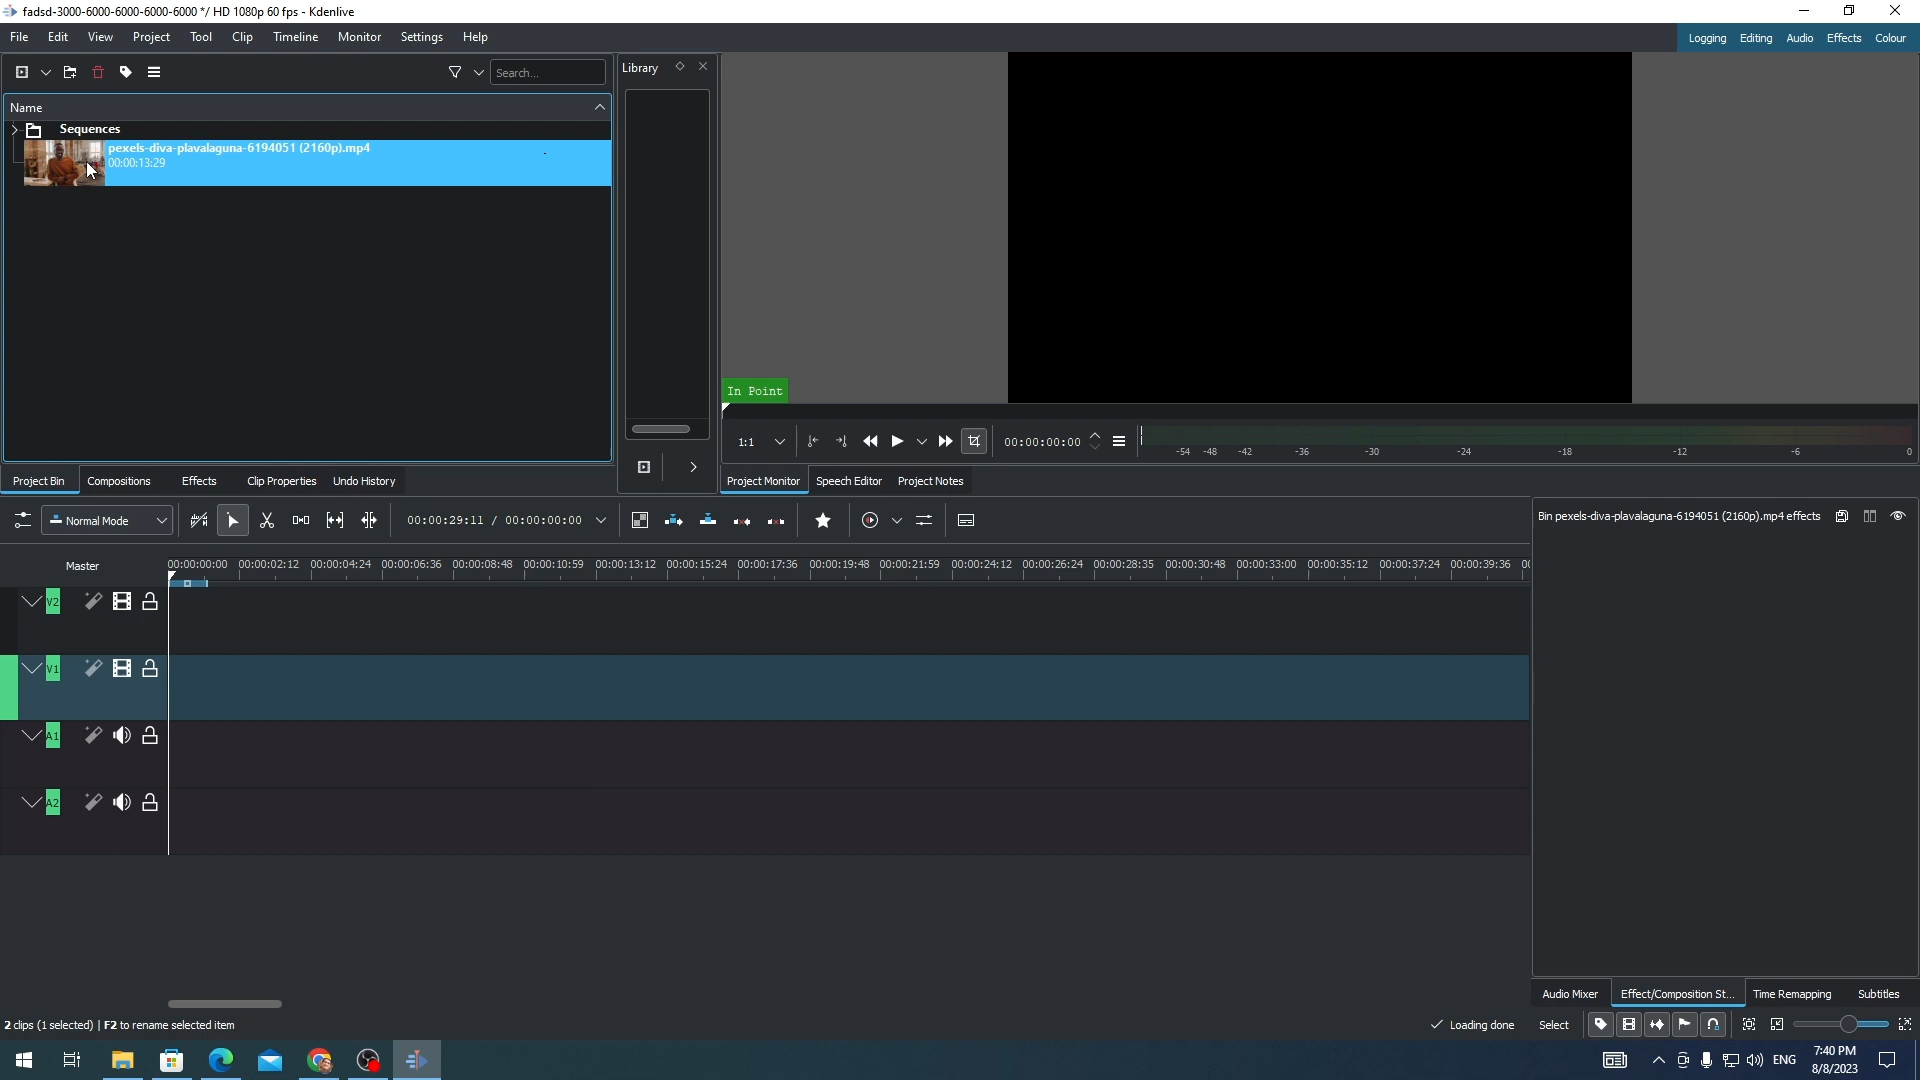 fadsd-3000-6000-6000-6000-6000 */ HD 1080p 60 fps - Kdenlive
File Edit View Project Tool Clip Timeline Monitor Settings Help
Logging Editing Audio Effects Colour
Search...
Library
Name
Sequences
pexels-diva-plavalaguna-6194051 (2160p).mp4
00:00:13:29
In Point
1:1
00:00:00:00
-54 -48 -42 -36 -30 -24 -18 -12 -6 0
Project Bin Compositions Effects Clip Properties Undo History
Project Monitor Speech Editor Project Notes
Normal Mode
00:00:29:11 / 00:00:00:00
Bin pexels-diva-plavalaguna-6194051 (2160p).mp4 effects
Master
00:00:00:00 00:00:02:12 00:00:04:24 00:00:06:36 00:00:08:48 00:00:10:59 00:00:13:12 00:00:15:24 00:00:17:36 00:00:19:48 00:00:21:59 00:00:24:12 00:00:26:24 00:00:28:35 00:00:30:48 00:00:33:00 00:00:35:12 00:00:37:24 00:00:39:36
V2
V1
A1
A2
Audio Mixer Effect/Composition St... Time Remapping Subtitles
2 clips (1 selected) | F2 to rename selected item
Loading done Select
ENG
7:40 PM
8/8/2023